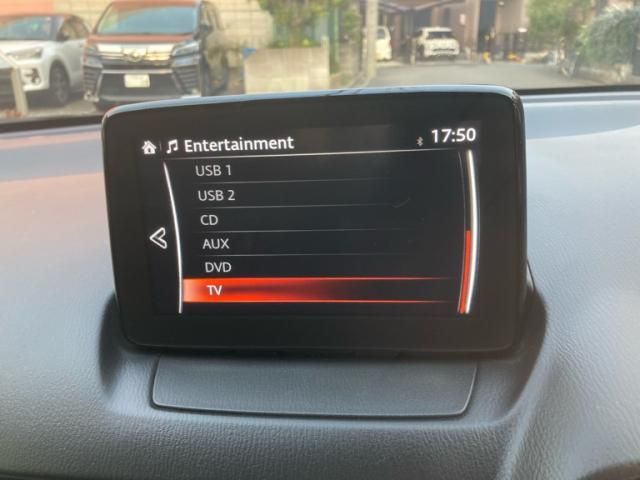 Entertainment 17:50
USB 1
USB 2
CD
AUX
DVD
TV